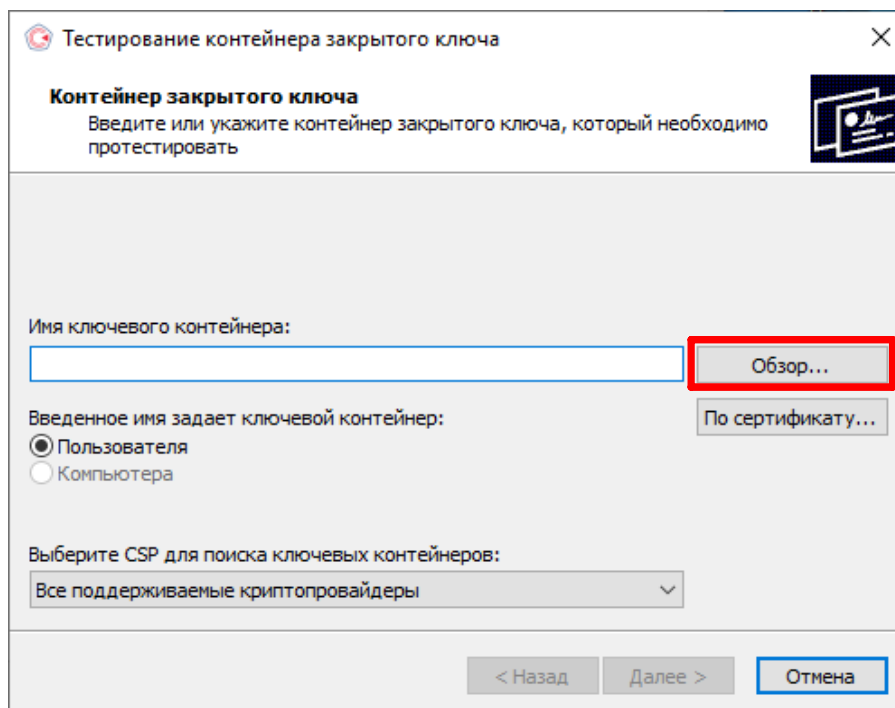 Тестирование контейнера закрытого ключа
Контейнер закрытого ключа
Введите или укажите контейнер закрытого ключа, который необходимо
протестировать
Имя ключевого контейнера:
Обзор...
Введенное имя задает ключевой контейнер:
По сертификату...
Пользователя
Компьютера
Выберите CSP для поиска ключевых контейнеров:
Все поддерживаемые криптопровайдеры
< Назад
Далее >
Отмена